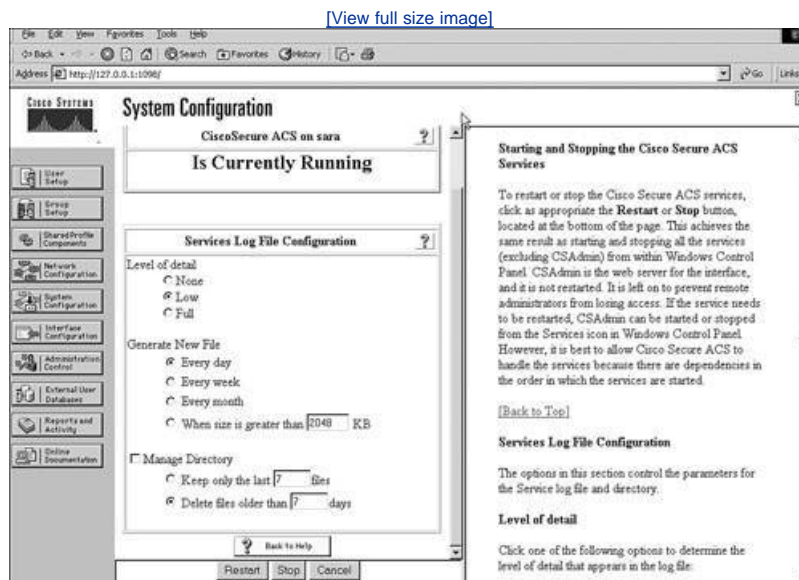 [View full size image]
File Edit View Favorites Tools Help
Back Search Favorites History
Address http://127.0.0.1:1098/ Go Links
CISCO SYSTEMS
System Configuration
CiscoSecure ACS on sara ?
Is Currently Running
User Setup
Group Setup
Shared Profile Components
Network Configuration
System Configuration
Interface Configuration
Administration Control
External User Databases
Reports and Activity
Online Documentation
Services Log File Configuration ?
Level of detail
None
Low
Full
Generate New File
Every day
Every week
Every month
When size is greater than 2048 KB
Manage Directory
Keep only the last 7 files
Delete files older than 7 days
? Back to Help
Restart Stop Cancel
Starting and Stopping the Cisco Secure ACS
Services
To restart or stop the Cisco Secure ACS services,
click as appropriate the Restart or Stop button,
located at the bottom of the page. This achieves the
same result as starting and stopping all the services
(excluding CSAdmin) from within Windows Control
Panel. CSAdmin is the web server for the interface,
and it is not restarted. It is left on to prevent remote
administrators from losing access. If the service needs
to be restarted, CSAdmin can be started or stopped
from the Services icon in Windows Control Panel.
However, it is best to allow Cisco Secure ACS to
handle the services because there are dependencies in
the order in which the services are started.
[Back to Top]
Services Log File Configuration
The options in this section control the parameters for
the Service log file and directory.
Level of detail
Click one of the following options to determine the
level of detail that appears in the log file: